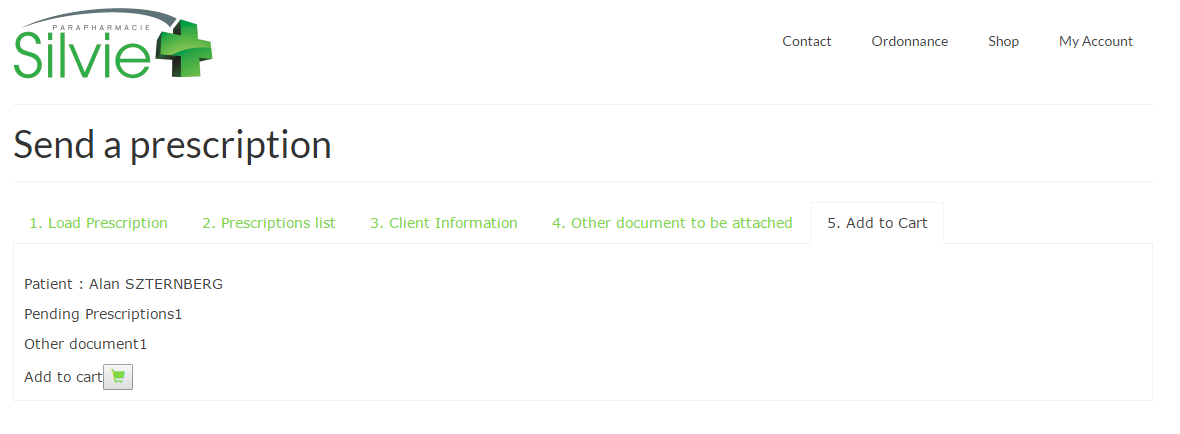 PARAPHARMACIE
Silvie
Contact Ordonnance Shop My Account
Send a prescription
1. Load Prescription 2. Prescriptions list 3. Client Information 4. Other document to be attached 5. Add to Cart
Patient : Alan SZTERNBERG
Pending Prescriptions1
Other document1
Add to cart